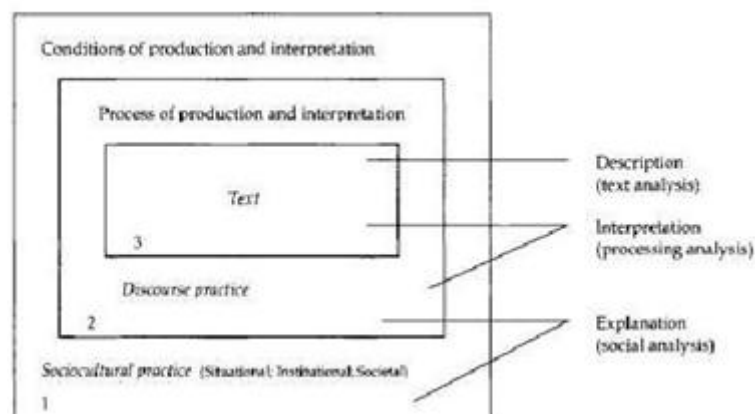 Conditions of production and interpretation
Process of production and interpretation
Description
(text analysis)
Text
3
Interpretation
(processing analysis)
Discourse practice
2
Explanation
(social analysis)
Sociocultural practice (Situational; Institutional; Societal)
1